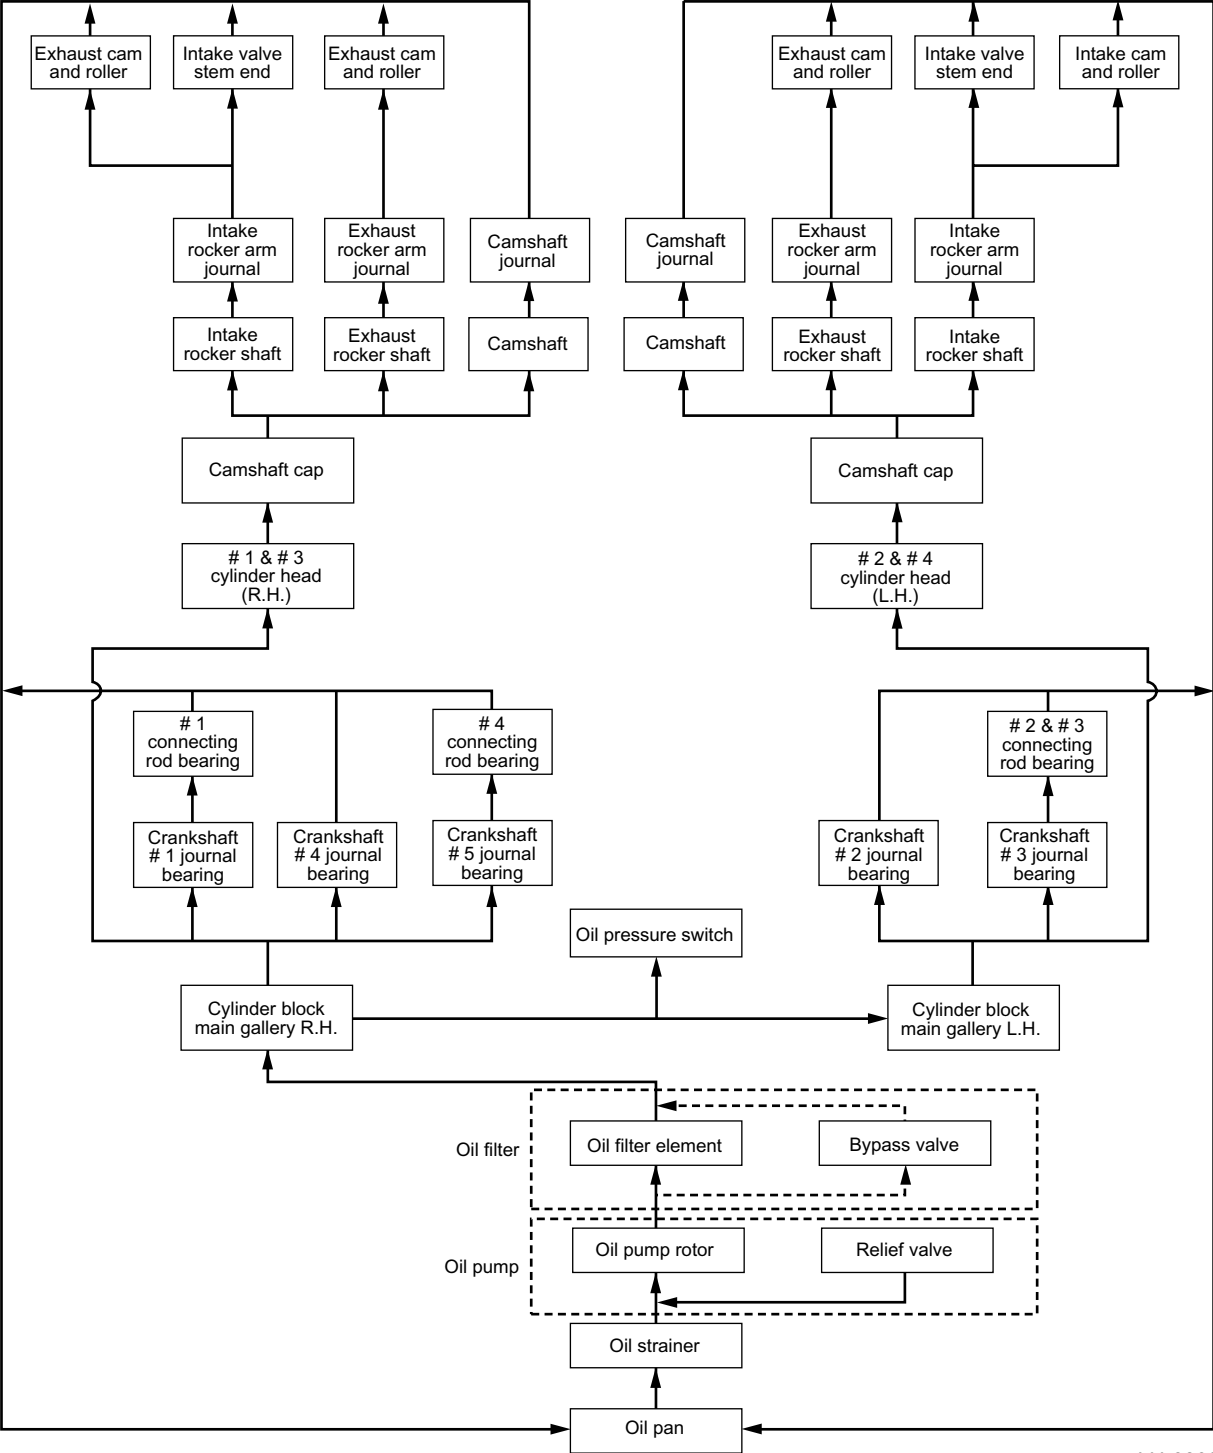 Exhaust cam
and roller
Intake valve
stem end
Exhaust cam
and roller
Exhaust cam
and roller
Intake valve
stem end
Intake cam
and roller
Intake
rocker arm
journal
Exhaust
rocker arm
journal
Camshaft
journal
Camshaft
journal
Exhaust
rocker arm
journal
Intake
rocker arm
journal
Intake
rocker shaft
Exhaust
rocker shaft
Camshaft
Camshaft
Exhaust
rocker shaft
Intake
rocker shaft
Camshaft cap
Camshaft cap
# 1 & # 3
cylinder head
(R.H.)
# 2 & # 4
cylinder head
(L.H.)
# 1
connecting
rod bearing
# 4
connecting
rod bearing
# 2 & # 3
connecting
rod bearing
Crankshaft
# 1 journal
bearing
Crankshaft
# 4 journal
bearing
Crankshaft
# 5 journal
bearing
Crankshaft
# 2 journal
bearing
Crankshaft
# 3 journal
bearing
Oil pressure switch
Cylinder block
main gallery R.H.
Cylinder block
main gallery L.H.
Oil filter
Oil filter element
Bypass valve
Oil pump
Oil pump rotor
Relief valve
Oil strainer
Oil pan